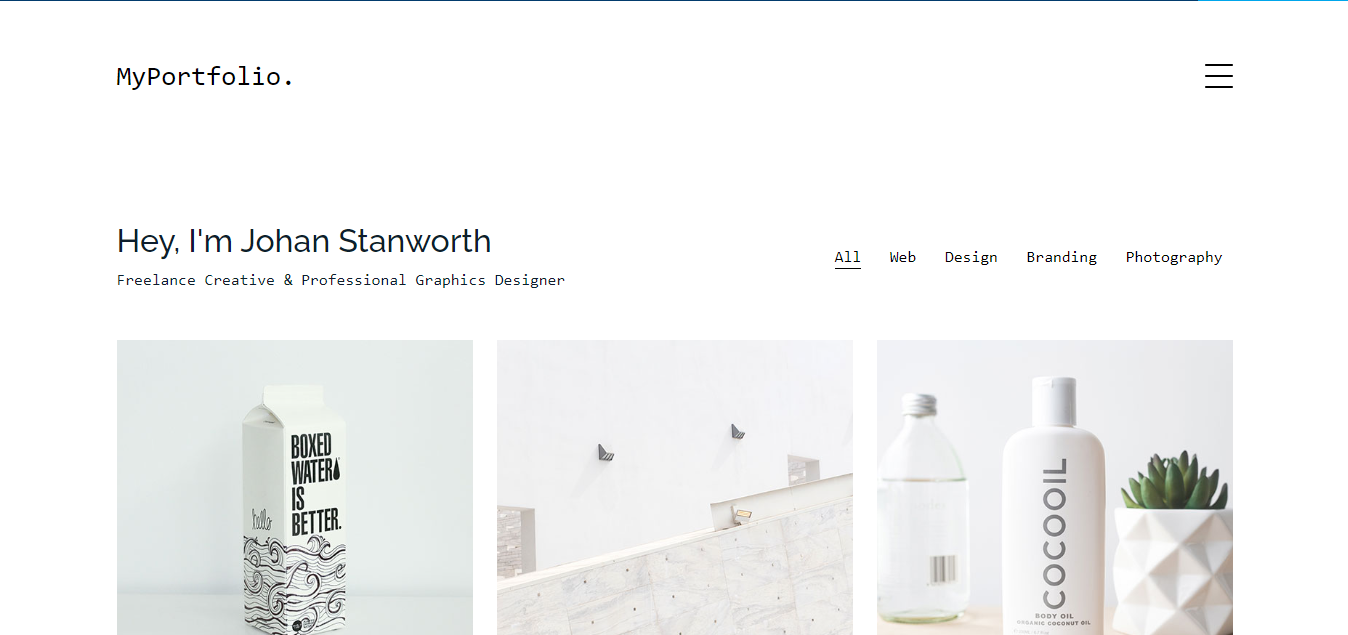 MyPortfolio.
Hey, I'm Johan Stanworth
Freelance Creative & Professional Graphics Designer
All Web Design Branding Photography
BOXED
WATER
IS
BETTER.
hello
COCOOIL
BODY OIL
ORGANIC COCONUT OIL